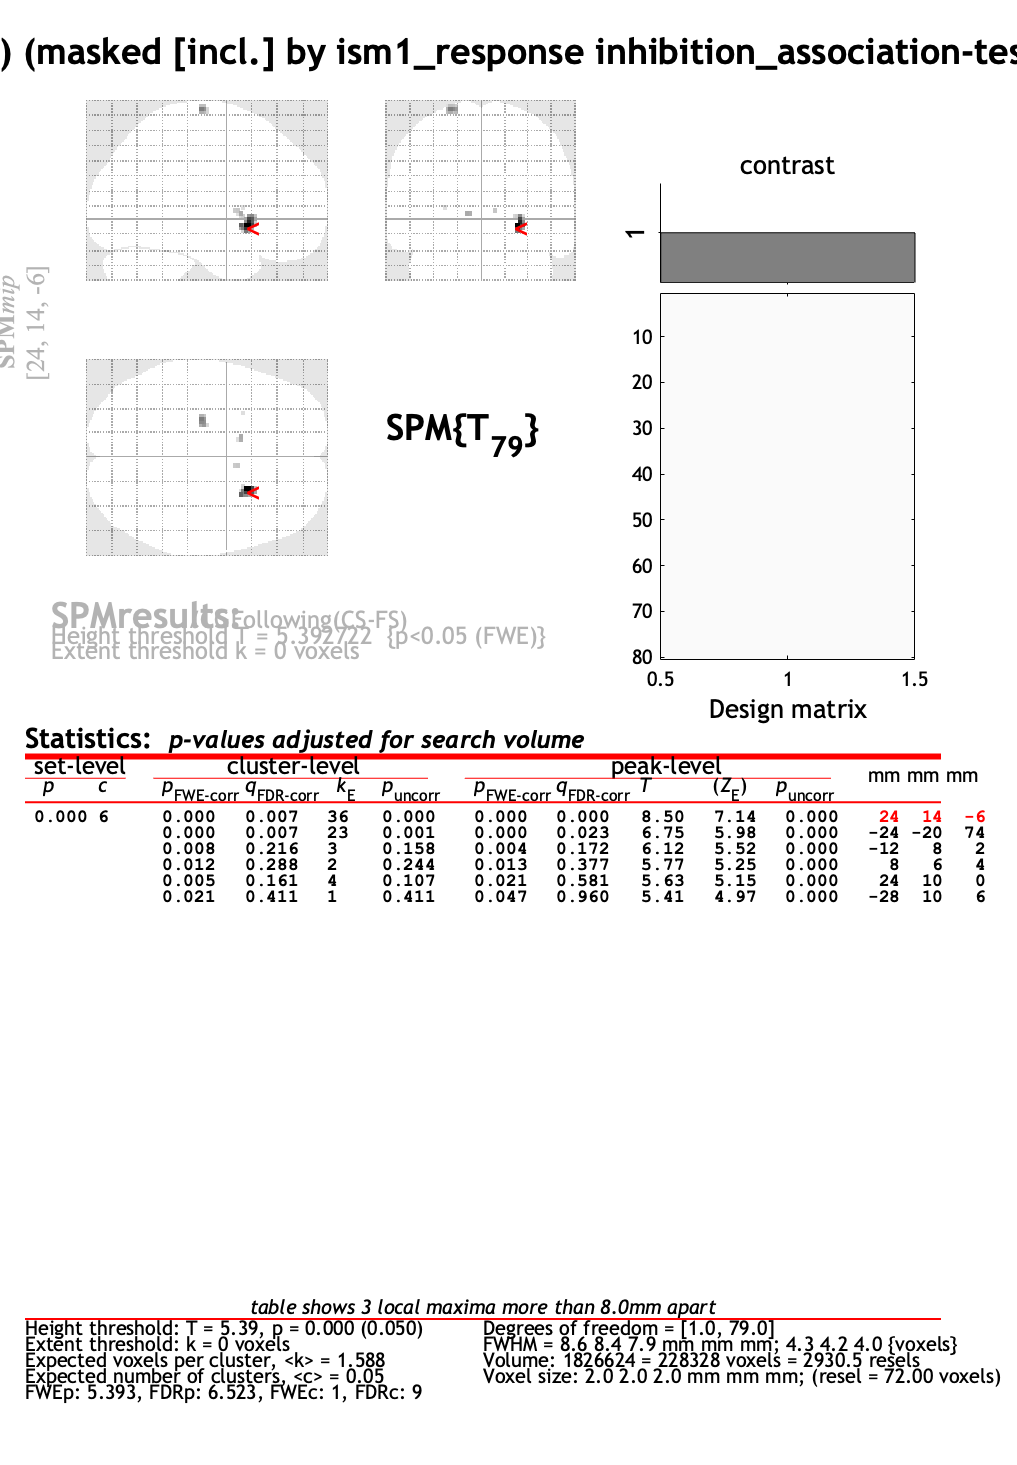 ) (masked [incl.] by ism1_response inhibition_association-tes
SPMmip
[24, 14, -6]
<
<
<
SPM{T79}
contrast
1
10
20
30
40
50
60
70
80
0.5 1 1.5
Design matrix
SPMresults:
Following(CS-FS)
Height threshold T = 5.392722 {p<0.05 (FWE)}
Extent threshold k = 0 voxels
Statistics: p-values adjusted for search volume
set-level cluster-level peak-level mm mm mm
p c pFWE-corr qFDR-corr kE puncorr pFWE-corr qFDR-corr T (ZE) puncorr
0.000 6 0.000 0.007 36 0.000 0.000 0.000 8.50 7.14 0.000 24 14 -6
0.000 0.007 23 0.001 0.000 0.023 6.75 5.98 0.000 -24 -20 74
0.008 0.216 3 0.158 0.004 0.172 6.12 5.52 0.000 -12 8 2
0.012 0.288 2 0.244 0.013 0.377 5.77 5.25 0.000 8 6 4
0.005 0.161 4 0.107 0.021 0.581 5.63 5.15 0.000 24 10 0
0.021 0.411 1 0.411 0.047 0.960 5.41 4.97 0.000 -28 10 6
table shows 3 local maxima more than 8.0mm apart
Height threshold: T = 5.39, p = 0.000 (0.050)
Extent threshold: k = 0 voxels
Expected voxels per cluster, <k> = 1.588
Expected number of clusters, <c> = 0.05
FWEp: 5.393, FDRp: 6.523, FWEc: 1, FDRc: 9
Degrees of freedom = [1.0, 79.0]
FWHM = 8.6 8.4 7.9 mm mm mm; 4.3 4.2 4.0 {voxels}
Volume: 1826624 = 228328 voxels = 2930.5 resels
Voxel size: 2.0 2.0 2.0 mm mm mm; (resel = 72.00 voxels)